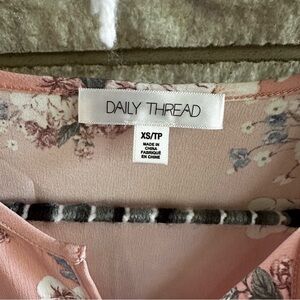 DAILY THREAD
XS/TP
MADE IN
CHINA
FABRIQUÉ
EN CHINE